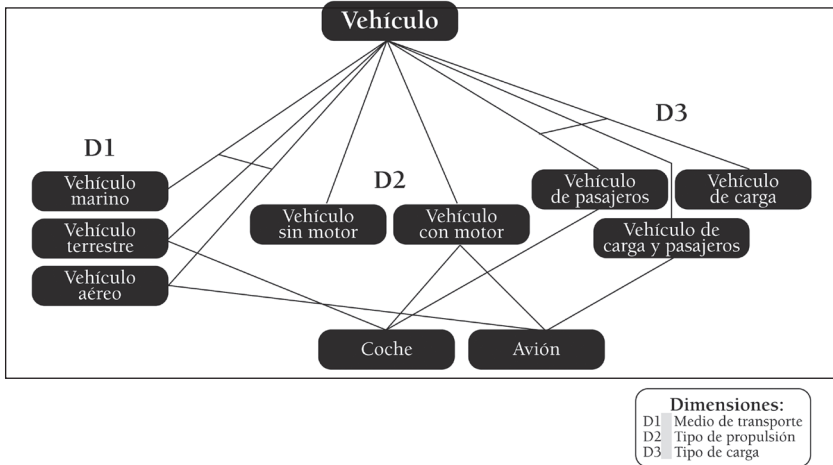 Vehículo
D1
D2
D3
Vehículo
marino
Vehículo
terrestre
Vehículo
aéreo
Vehículo
sin motor
Vehículo
con motor
Vehículo
de pasajeros
Vehículo
de carga
Vehículo de
carga y pasajeros
Coche
Avión
Dimensiones:
D1 Medio de transporte
D2 Tipo de propulsión
D3 Tipo de carga